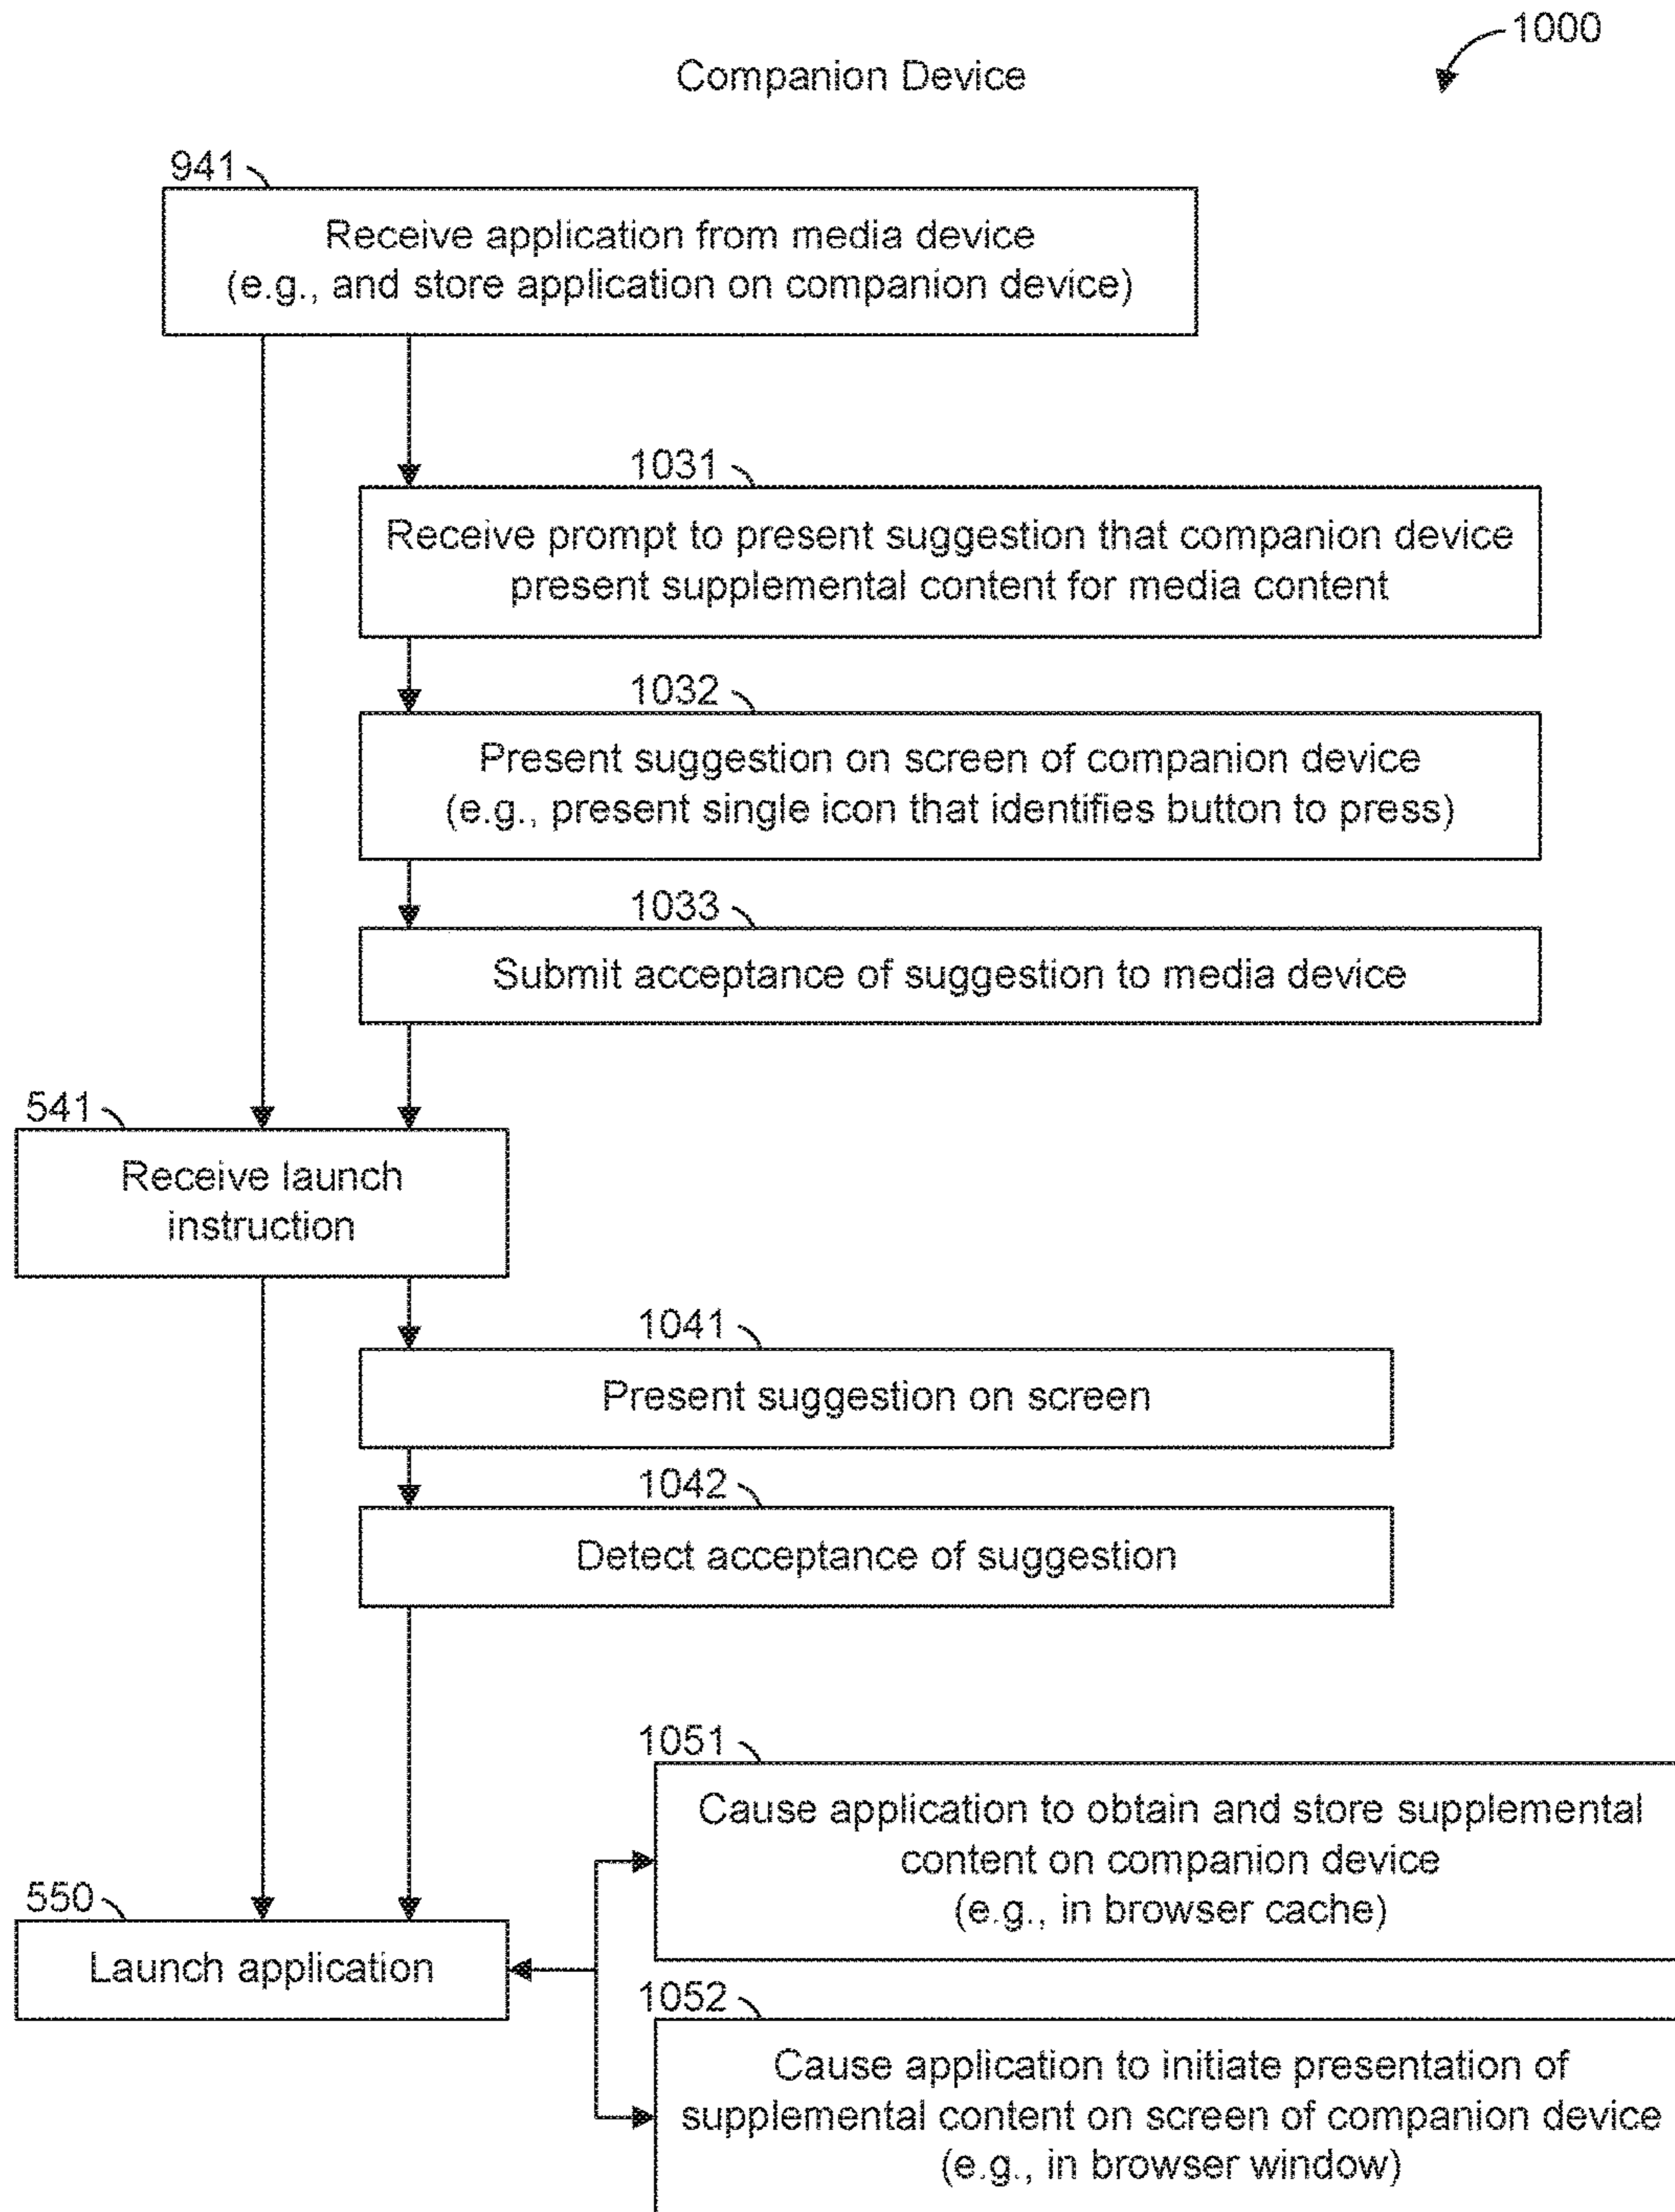 1000
Companion Device
941
Receive application from media device
(e.g., and store application on companion device)
1031
Receive prompt to present suggestion that companion device
present supplemental content for media content
1032
Present suggestion on screen of companion device
(e.g., present single icon that identifies button to press)
1033
Submit acceptance of suggestion to media device
541
Receive launch
instruction
1041
Present suggestion on screen
1042
Detect acceptance of suggestion
1051
Cause application to obtain and store supplemental
content on companion device
(e.g., in browser cache)
550
Launch application
1052
Cause application to initiate presentation of
supplemental content on screen of companion device
(e.g., in browser window)